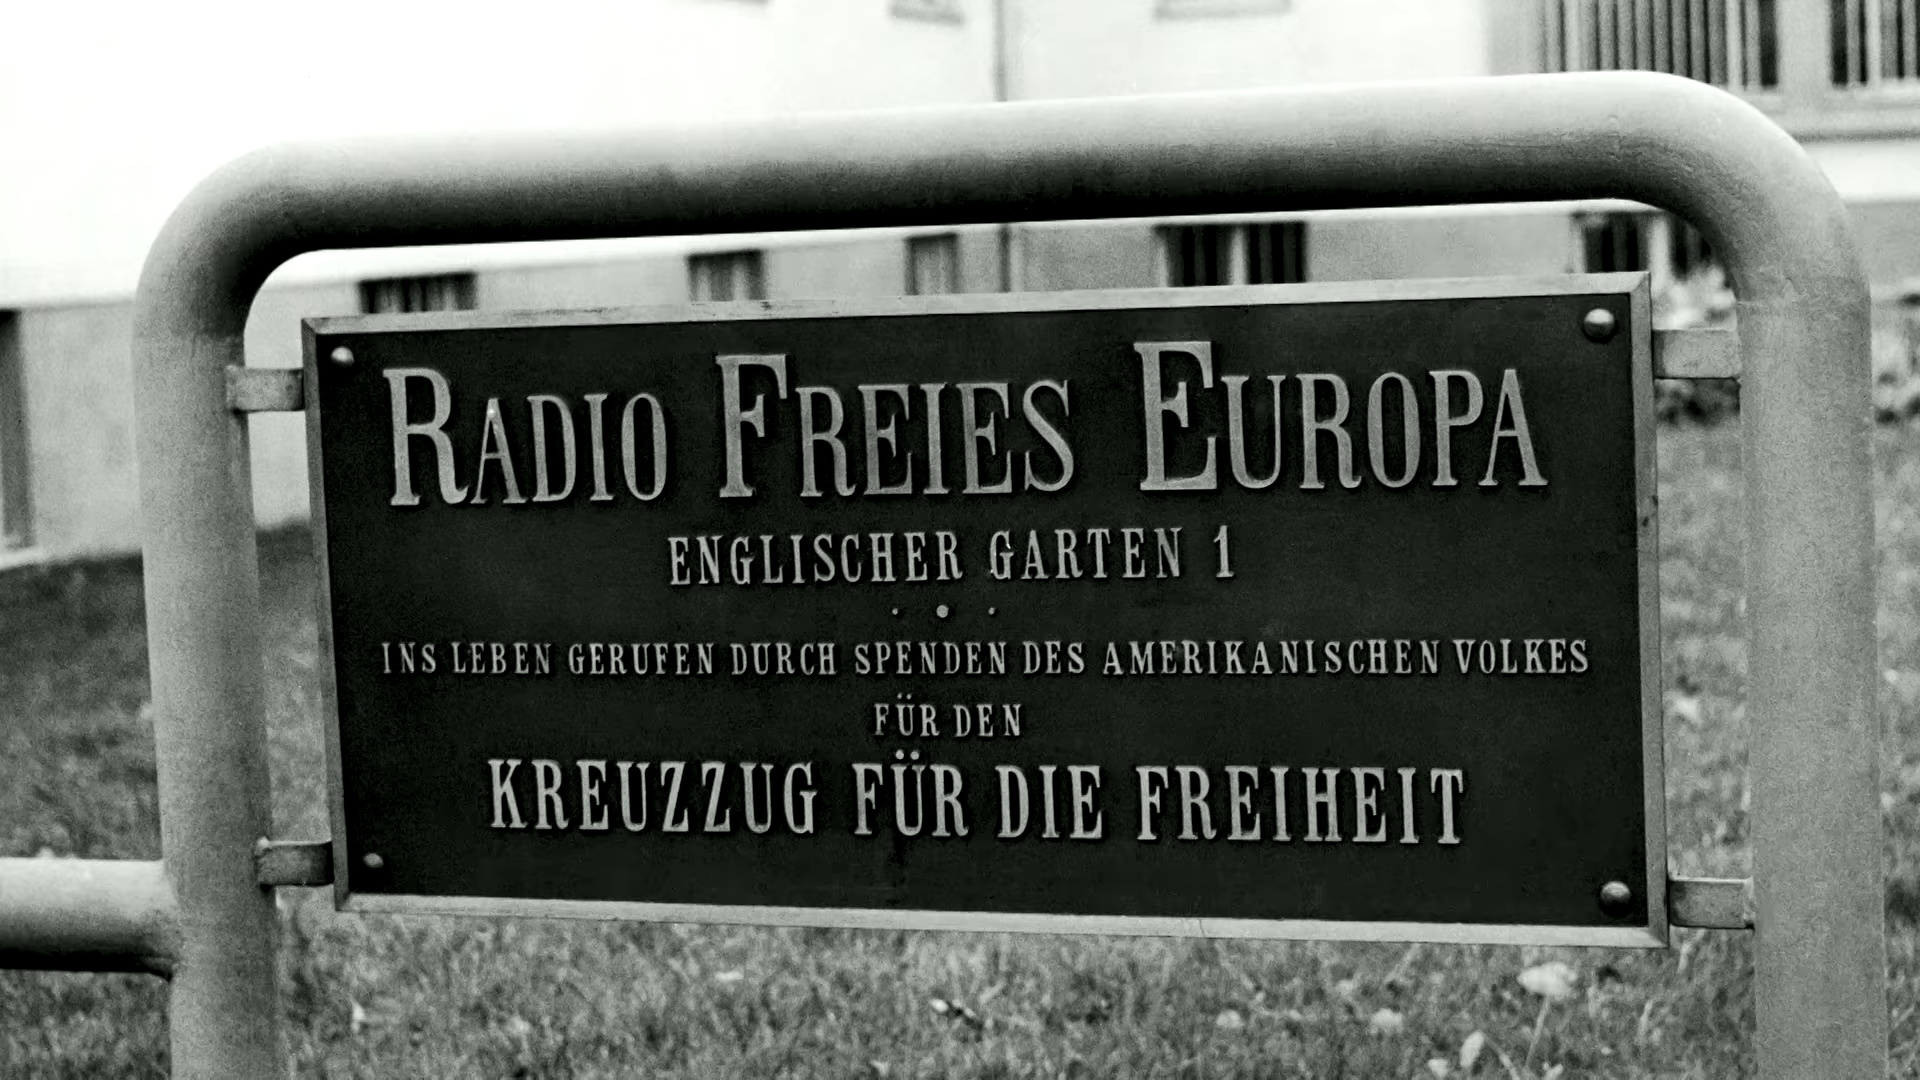 RADIO FREIES EUROPA
ENGLISCHER GARTEN 1
INS LEBEN GERUFEN DURCH SPENDEN DES AMERIKANISCHEN VOLKES
FÜR DEN
KREUZZUG FÜR DIE FREIHEIT